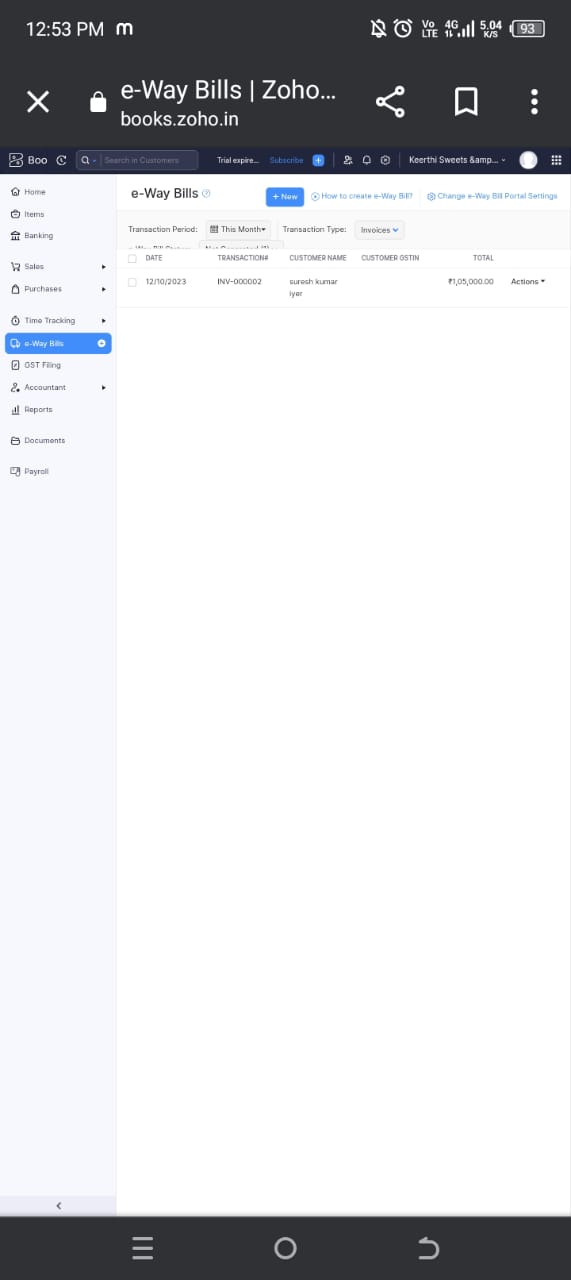 12:53 PM m
Vo LTE 4G 5.04 K/S 93
e-Way Bills | Zoho...
books.zoho.in
Boo
Search in Customers
Trial expire...
Subscribe
Keerthi Sweets &amp...
Home
Items
Banking
Sales
Purchases
Time Tracking
e-Way Bills
GST Filing
Accountant
Reports
Documents
Payroll
e-Way Bills
+ New
How to create e-Way Bill?
Change e-Way Bill Portal Settings
Transaction Period: This Month
Transaction Type: Invoices
DATE TRANSACTION# CUSTOMER NAME CUSTOMER GSTIN TOTAL
12/10/2023 INV-000002 suresh kumar ₹1,05,000.00 Actions
iyer